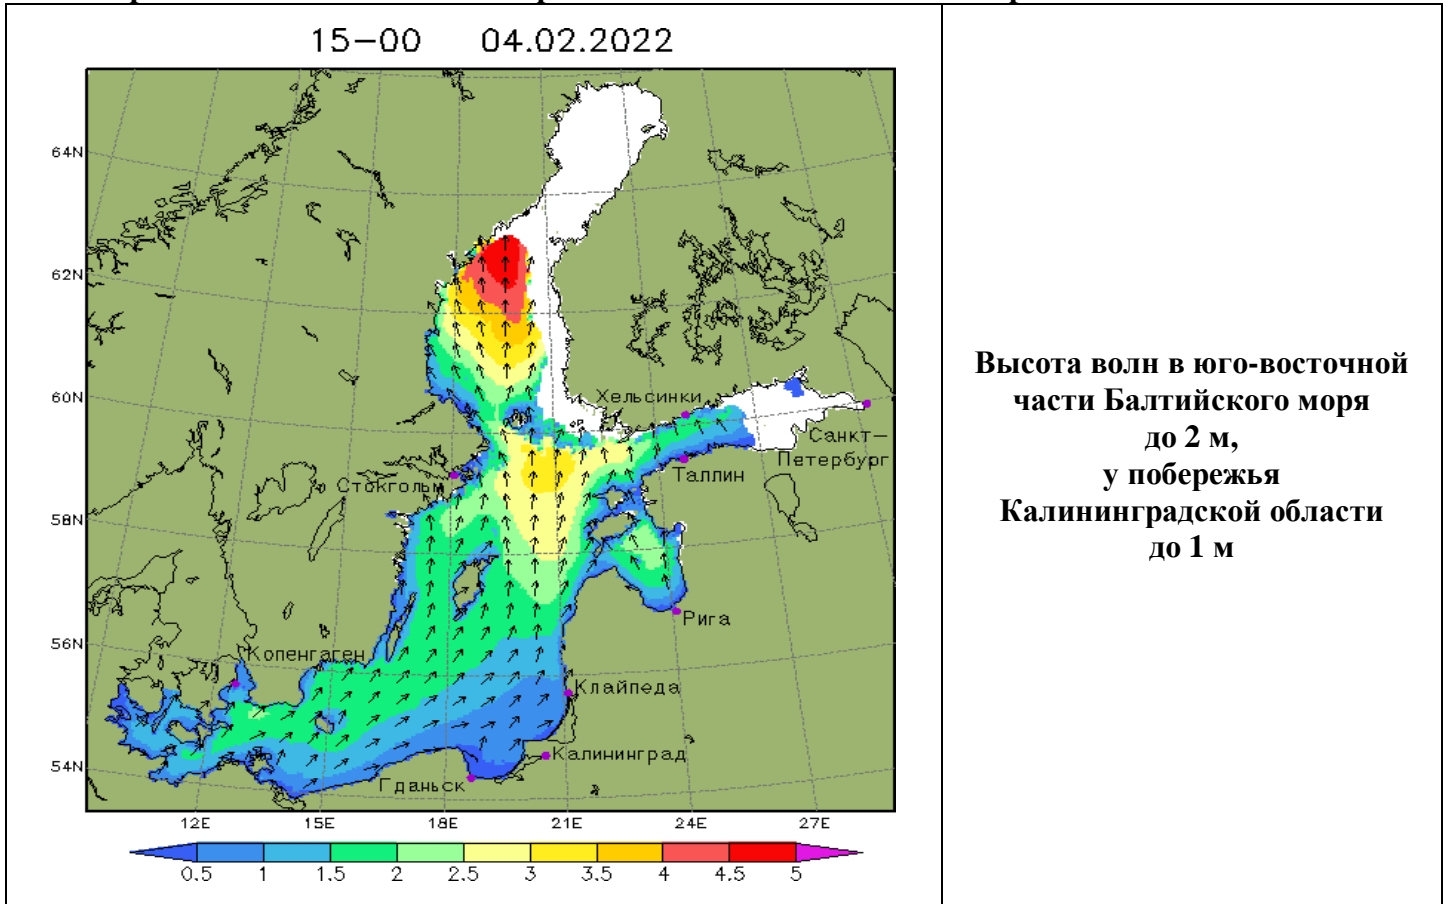 15-00 04.02.2022
64N
62N
60N
58N
56N
54N
Хельсинки
Санкт-
Петербург
Таллин
Стокгольм
Рига
Копенгаген
Клайпеда
Калининград
Гданьск
12E 15E 18E 21E 24E 27E
0.5 1 1.5 2 2.5 3 3.5 4 4.5 5
Высота волн в юго-восточной
части Балтийского моря
до 2 м,
у побережья
Калининградской области
до 1 м